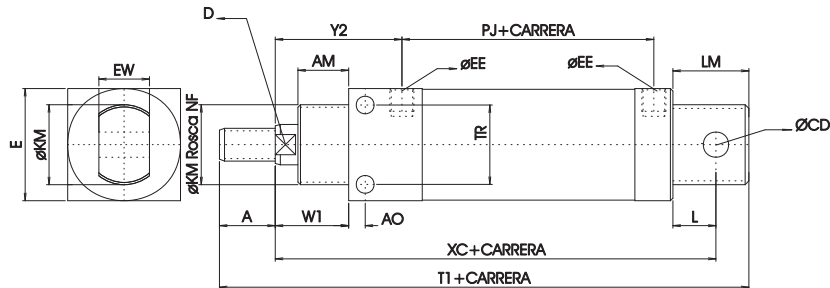 D
Y2
PJ+CARRERA
AM
øEE
øEE
LM
EW
E
øKM
øKM Rosca NF
TR
ØCD
A
W1
AO
L
XC+CARRERA
T1+CARRERA